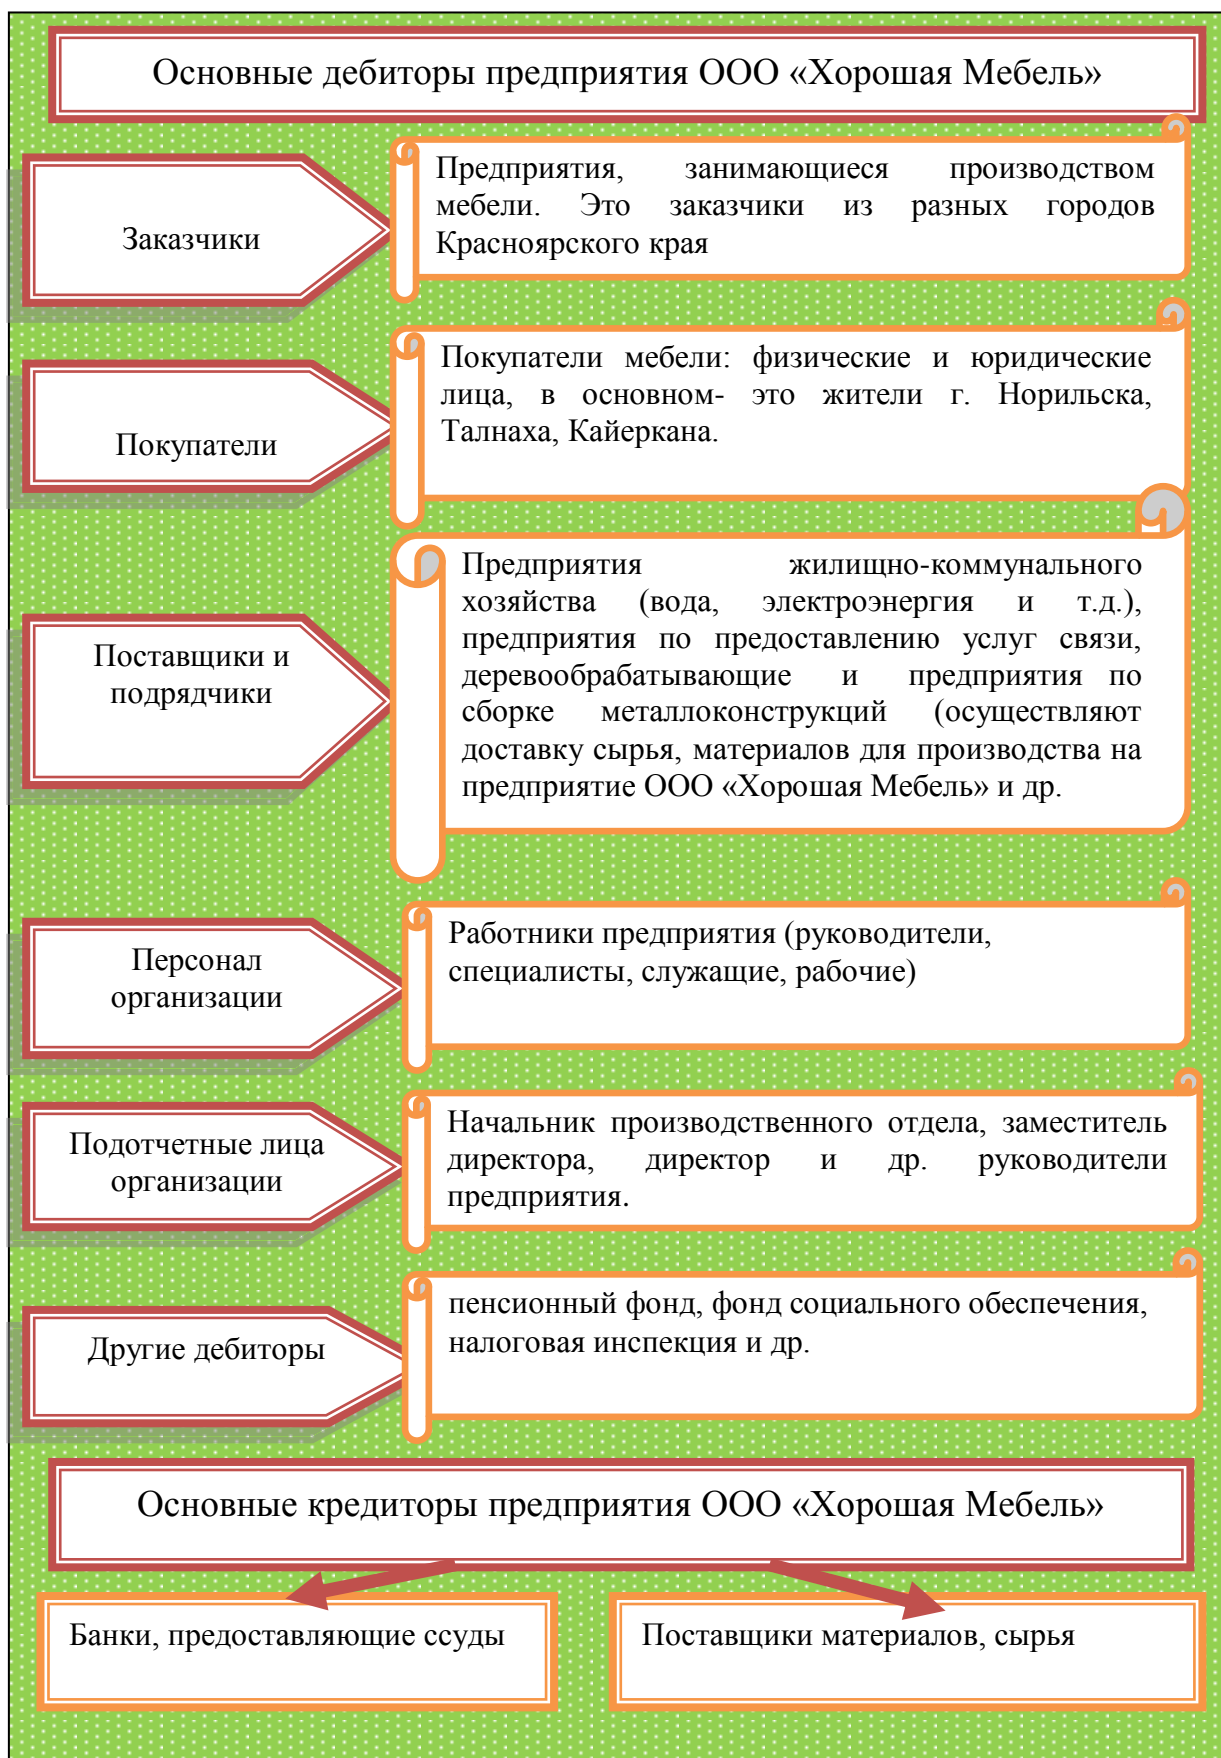 Основные дебиторы предприятия ООО «Хорошая Мебель»
Заказчики
Предприятия, занимающиеся производством
мебели. Это заказчики из разных городов
Красноярского края
Покупатели
Покупатели мебели: физические и юридические
лица, в основном- это жители г. Норильска,
Талнаха, Кайеркана.
Поставщики и
подрядчики
Предприятия жилищно-коммунального
хозяйства (вода, электроэнергия и т.д.),
предприятия по предоставлению услуг связи,
деревообрабатывающие и предприятия по
сборке металлоконструкций (осуществляют
доставку сырья, материалов для производства на
предприятие ООО «Хорошая Мебель» и др.
Персонал
организации
Работники предприятия (руководители,
специалисты, служащие, рабочие)
Подотчетные лица
организации
Начальник производственного отдела, заместитель
директора, директор и др. руководители
предприятия.
Другие дебиторы
пенсионный фонд, фонд социального обеспечения,
налоговая инспекция и др.
Основные кредиторы предприятия ООО «Хорошая Мебель»
Банки, предоставляющие ссуды
Поставщики материалов, сырья